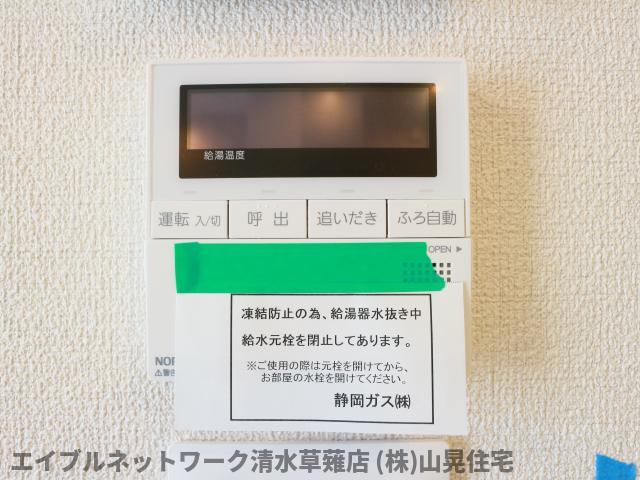 給湯温度
運転 入/切 呼出 追いだき ふろ自動
OPEN ▶
凍結防止の為、給湯器水抜き中
給水元栓を閉止してあります。
※ご使用の際は元栓を開けてから、
お部屋の水栓を開けてください。
静岡ガス㈱
エイブルネットワーク清水草薙店 (株)山晃住宅